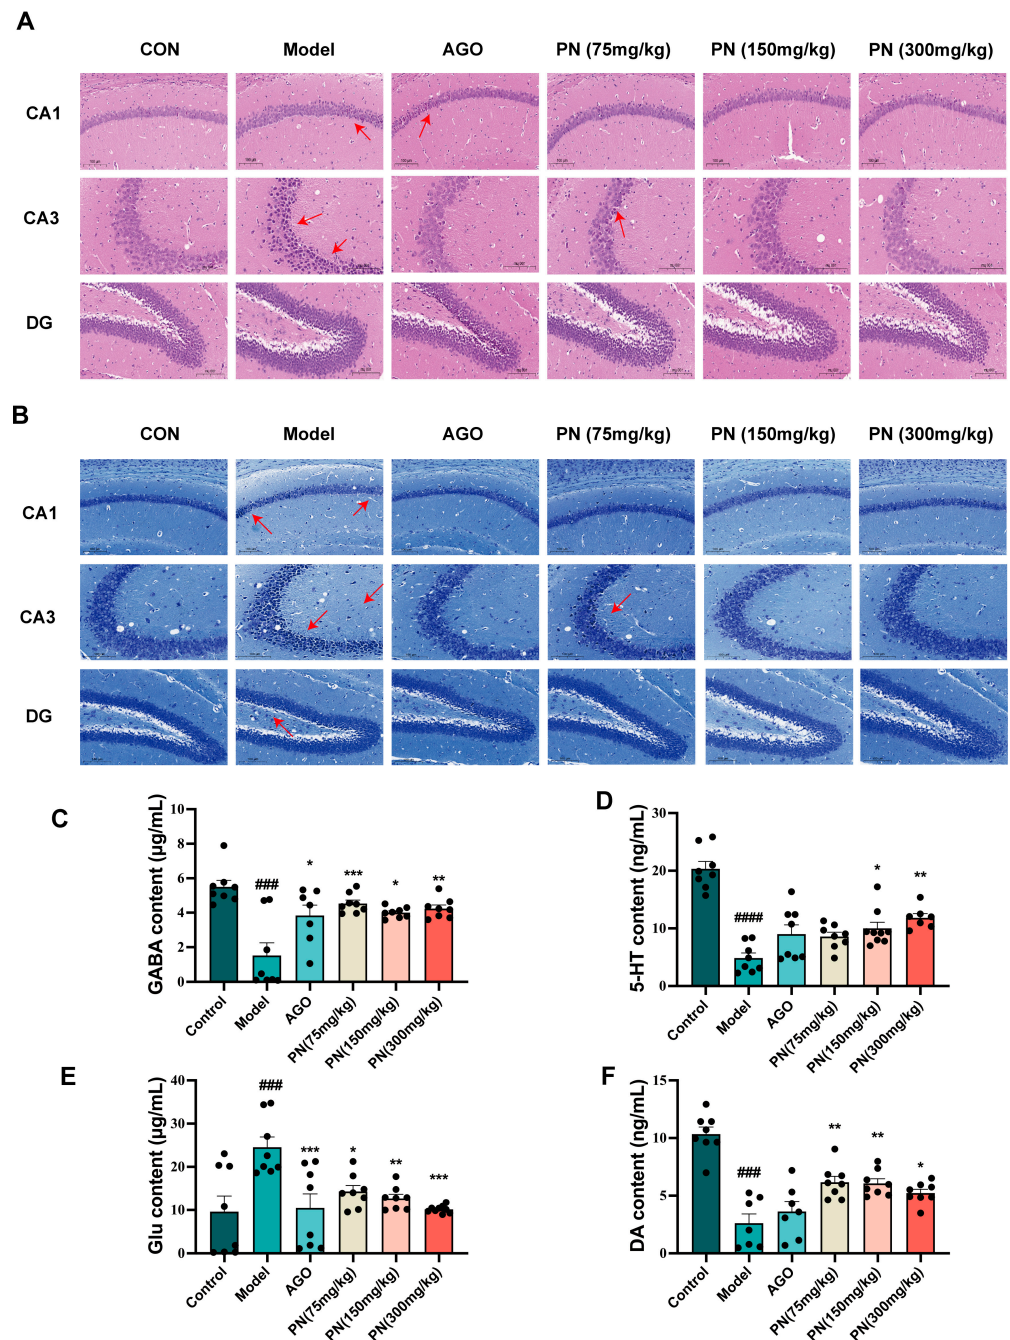 A
CON Model AGO PN (75mg/kg) PN (150mg/kg) PN (300mg/kg)
CA1
CA3
DG
B
CON Model AGO PN (75mg/kg) PN (150mg/kg) PN (300mg/kg)
CA1
CA3
DG
C
GABA content (μg/mL)
10
8
6
4
2
0
###
*
***
*
**
Control
Model
AGO
PN(75mg/kg)
PN(150mg/kg)
PN(300mg/kg)
D
5-HT content (ng/mL)
30
20
10
0
####
*
**
Control
Model
AGO
PN(75mg/kg)
PN(150mg/kg)
PN(300mg/kg)
E
Glu content (μg/mL)
40
30
20
10
0
###
***
*
**
***
Control
Model
AGO
PN(75mg/kg)
PN(150mg/kg)
PN(300mg/kg)
F
DA content (ng/mL)
15
10
5
0
###
**
**
*
Control
Model
AGO
PN(75mg/kg)
PN(150mg/kg)
PN(300mg/kg)